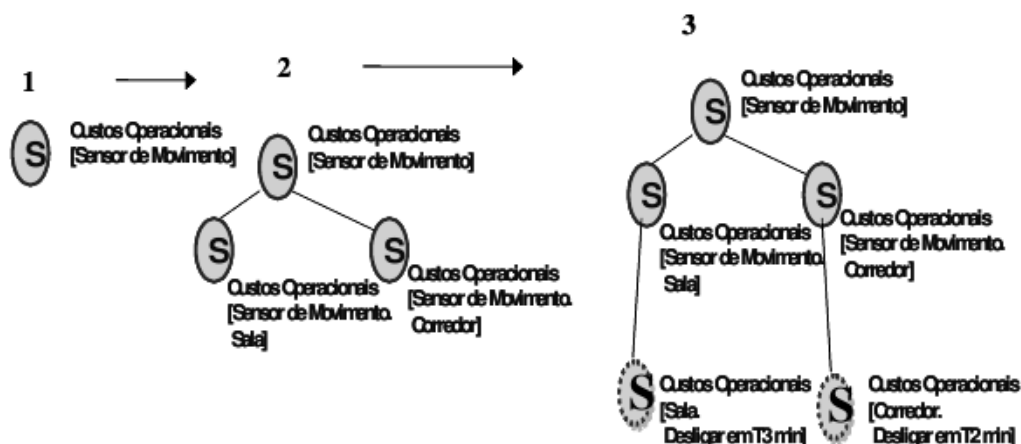 1
S
Custos Operacionais
[Sensor de Movimento]
2
S
Custos Operacionais
[Sensor de Movimento]
S
Custos Operacionais
[Sensor de Movimento.
Sala]
S
Custos Operacionais
[Sensor de Movimento.
Corredor]
3
S
Custos Operacionais
[Sensor de Movimento]
S
Custos Operacionais
[Sensor de Movimento.
Sala]
S
Custos Operacionais
[Sensor de Movimento.
Corredor]
S
Custos Operacionais
[Sala.
Desligar em T3 min]
S
Custos Operacionais
[Corredor.
Desligar em T2 min]